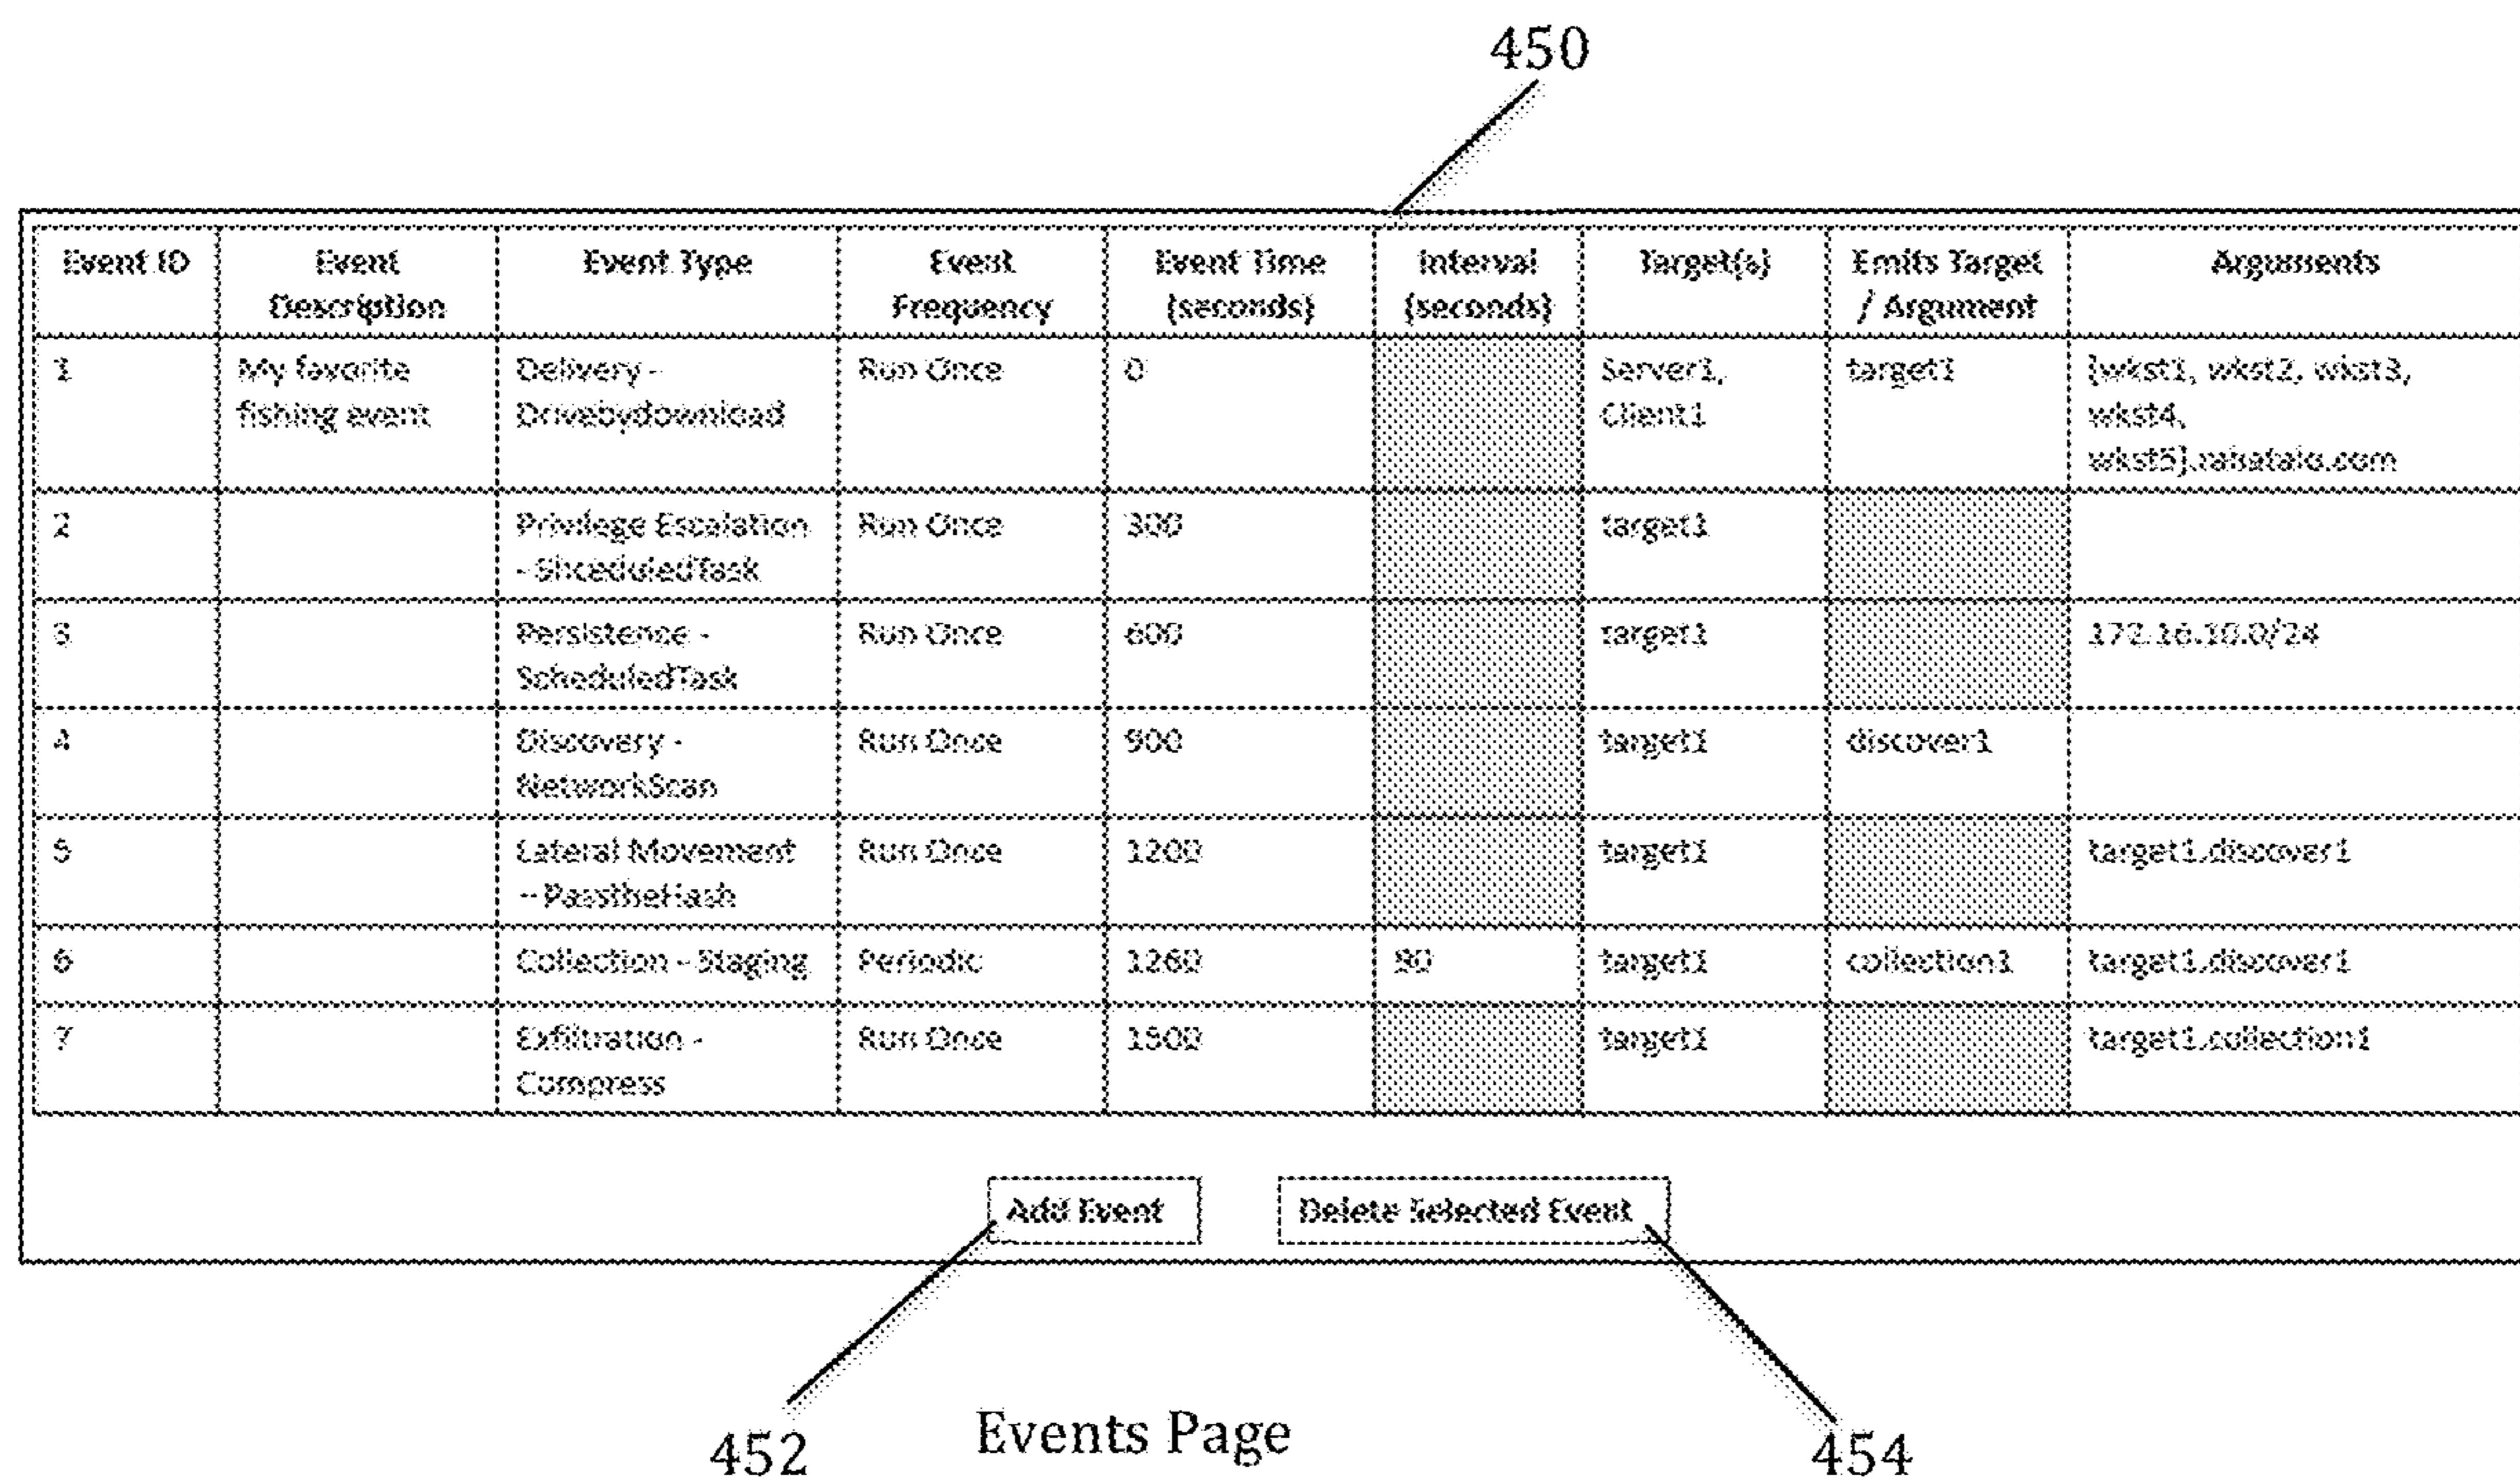 450
Event ID
Event
Description
Event Type
Event
Frequency
Event Time
(seconds)
Interval
(seconds)
Target(s)
Emits Target
/ Argument
Arguments
1
My favorite
fishing event
Delivery -
Drivebydownload
Run Once
0
Server1,
Client1
target1
[wkst1, wkst2, wkst3,
wkst4,
2
Privilege Escalation
- ShceduledTask
Run Once
300
target1
3
Persistence -
ScheduledTask
Run Once
600
target1
172.16.10.0/24
4
Discovery -
NetworkScan
Run Once
900
target1
discover1
5
Lateral Movement
-- PasstheHash
Run Once
1200
target1
target1.discover1
6
Collection - Staging
Periodic
1260
target1
collection1
target1.discover1
7
Exfiltration -
Compress
Run Once
target1
target1.collection1
Add Event
Delete Selected Event
452
Events Page
454